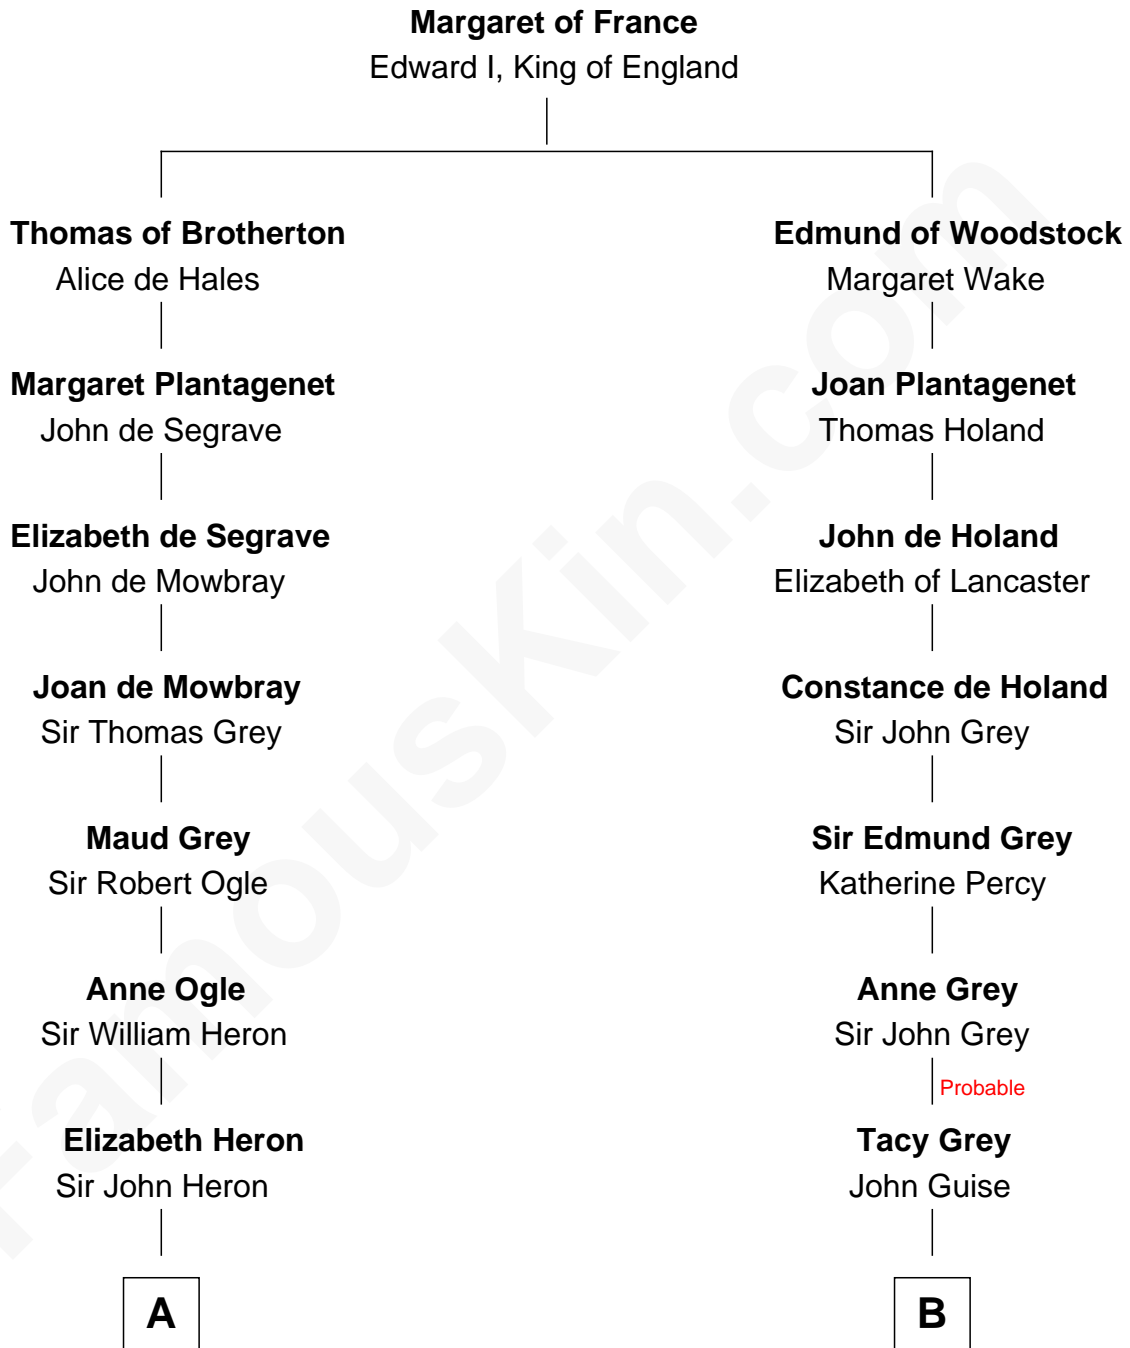 Margaret of France
Edward I, King of England
Thomas of Brotherton
Alice de Hales
Edmund of Woodstock
Margaret Wake
Margaret Plantagenet
John de Segrave
Joan Plantagenet
Thomas Holand
Elizabeth de Segrave
John de Mowbray
John de Holand
Elizabeth of Lancaster
Joan de Mowbray
Sir Thomas Grey
Constance de Holand
Sir John Grey
Maud Grey
Sir Robert Ogle
Sir Edmund Grey
Katherine Percy
Anne Ogle
Sir William Heron
Anne Grey
Sir John Grey
Probable
Elizabeth Heron
Sir John Heron
Tacy Grey
John Guise
A
B
FamousKin.com